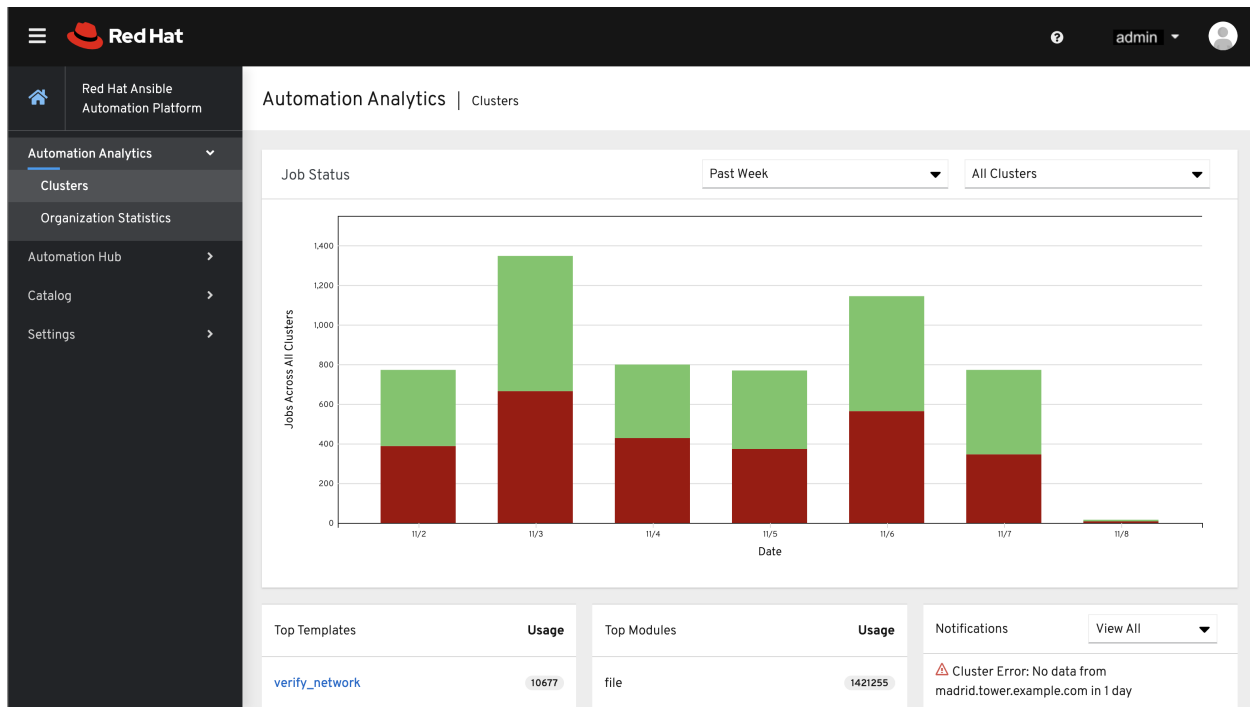 Red Hat
admin
Red Hat Ansible
Automation Platform
Automation Analytics | Clusters
Automation Analytics
Clusters
Organization Statistics
Automation Hub
Catalog
Settings
Job Status
Past Week
All Clusters
Jobs Across All Clusters
1,400
1,200
1,000
800
600
400
200
0
11/2
11/3
11/4
11/5
11/6
11/7
11/8
Date
Top Templates
Usage
verify_network
10677
Top Modules
Usage
file
1421255
Notifications
View All
Cluster Error: No data from
madrid.tower.example.com in 1 day